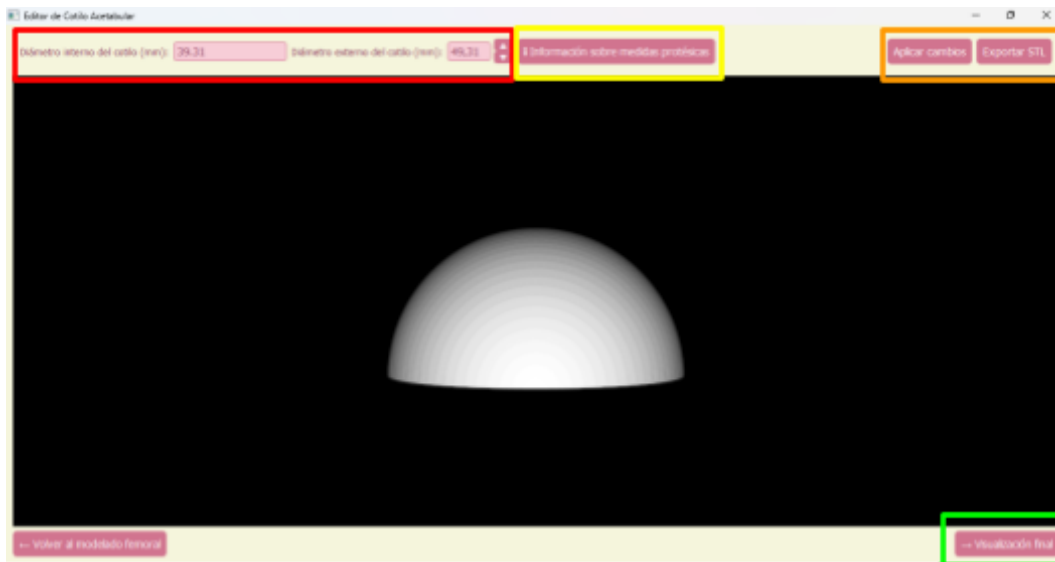 Editor de Cotilo Acetabular
Diámetro interno del cotilo (mm): 39.31 Diámetro externo del cotilo (mm): 49,31 ℹ Información sobre medidas protésicas Aplicar cambios Exportar STL
← Volver al modelado femoral → Visualización final